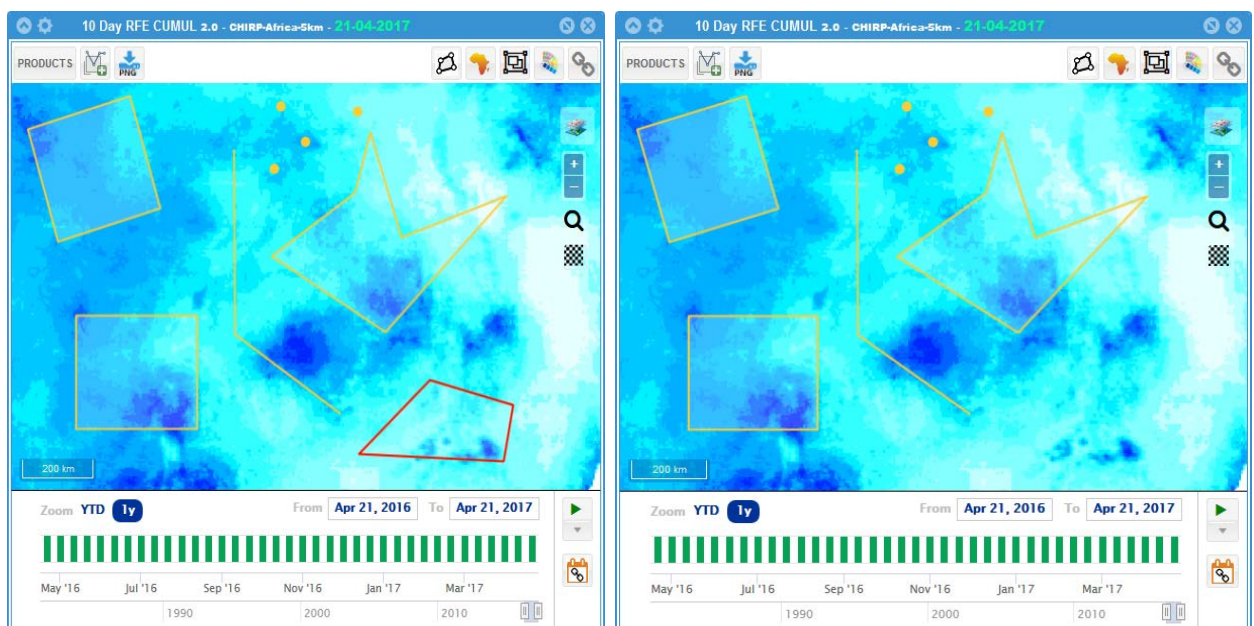 10 Day RFE CUMUL 2.0 - CHIRP-Africa-5km - 21-04-2017
PRODUCTS
PNG
+
−
200 km
Zoom YTD 1y From Apr 21, 2016 To Apr 21, 2017
May '16 Jul '16 Sep '16 Nov '16 Jan '17 Mar '17
1990 2000 2010
10 Day RFE CUMUL 2.0 - CHIRP-Africa-5km - 21-04-2017
PRODUCTS
PNG
+
−
200 km
Zoom YTD 1y From Apr 21, 2016 To Apr 21, 2017
May '16 Jul '16 Sep '16 Nov '16 Jan '17 Mar '17
1990 2000 2010